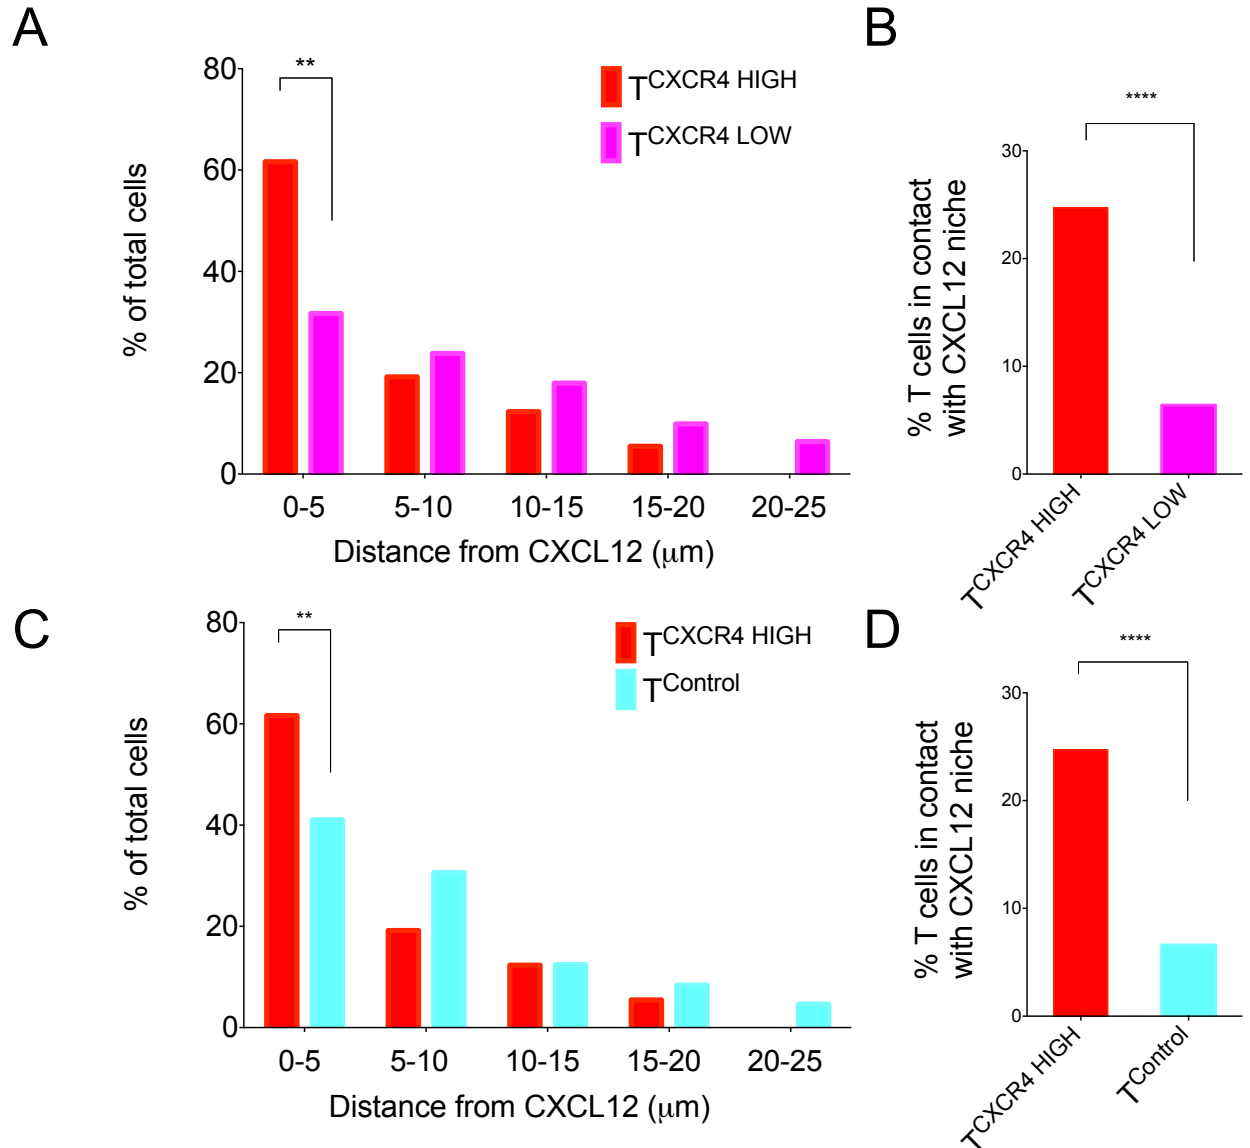 A
**
80
60
40
20
0
% of total cells
TCXCR4 HIGH
TCXCR4 LOW
0-5 5-10 10-15 15-20 20-25
Distance from CXCL12 (μm)
B
****
30
20
10
0
% T cells in contact
with CXCL12 niche
TCXCR4 HIGH
TCXCR4 LOW
C
**
80
60
40
20
0
% of total cells
TCXCR4 HIGH
TControl
0-5 5-10 10-15 15-20 20-25
Distance from CXCL12 (μm)
D
****
30
20
10
0
% T cells in contact
with CXCL12 niche
TCXCR4 HIGH
TControl